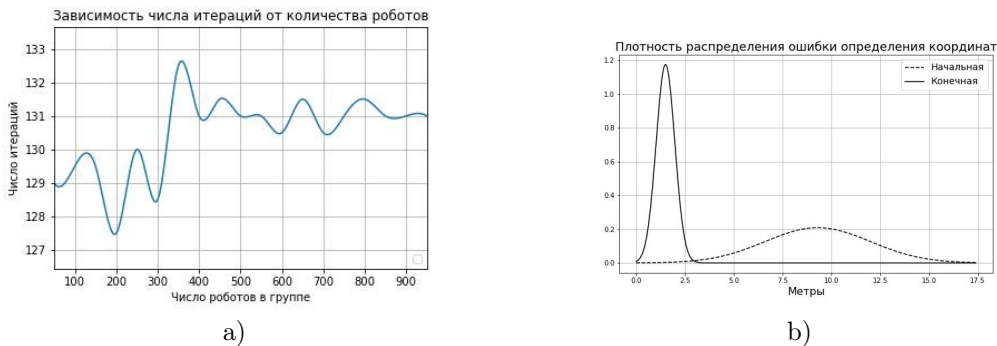 Зависимость числа итераций от количества роботов
133
132
131
130
129
128
127
Число итераций
100 200 300 400 500 600 700 800 900
Число роботов в группе
a)
Плотность распределения ошибки определения координат
Начальная
Конечная
1.2
1.0
0.8
0.6
0.4
0.2
0.0
0.0 2.5 5.0 7.5 10.0 12.5 15.0 17.5
Метры
b)